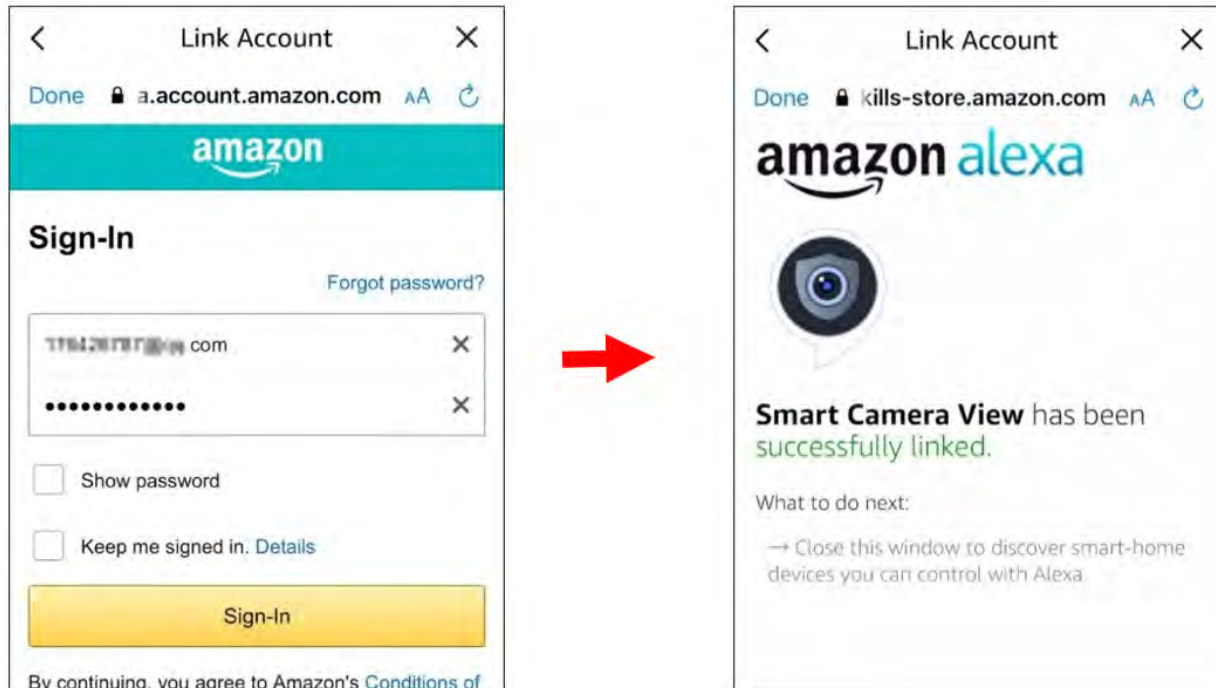 Link Account
Done a.account.amazon.com AA
amazon
Sign-In
Forgot password?
com
Show password
Keep me signed in. Details
Sign-In
By continuing, you agree to Amazon's Conditions of
Link Account
Done kills-store.amazon.com AA
amazon alexa
Smart Camera View has been
successfully linked.
What to do next:
→ Close this window to discover smart-home
devices you can control with Alexa